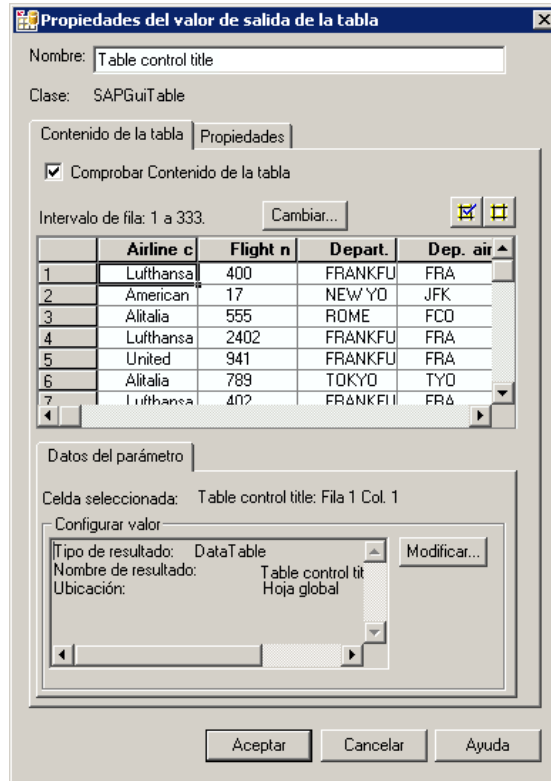 Propiedades del valor de salida de la tabla
Nombre: Table control title
Clase: SAPGuiTable
Contenido de la tabla Propiedades
Comprobar Contenido de la tabla
Intervalo de fila: 1 a 333. Cambiar...
Airline c Flight n Depart. Dep. air
1 Lufthansa 400 FRANKFU FRA
2 American 17 NEW YO JFK
3 Alitalia 555 ROME FCO
4 Lufthansa 2402 FRANKFU FRA
5 United 941 FRANKFU FRA
6 Alitalia 789 TOKYO TYO
7 Lufthansa 402 FRANKFU FRA
Datos del parámetro
Celda seleccionada: Table control title: Fila 1 Col. 1
Configurar valor
Tipo de resultado: DataTable Modificar...
Nombre de resultado: Table control tit
Ubicación: Hoja global
Aceptar Cancelar Ayuda